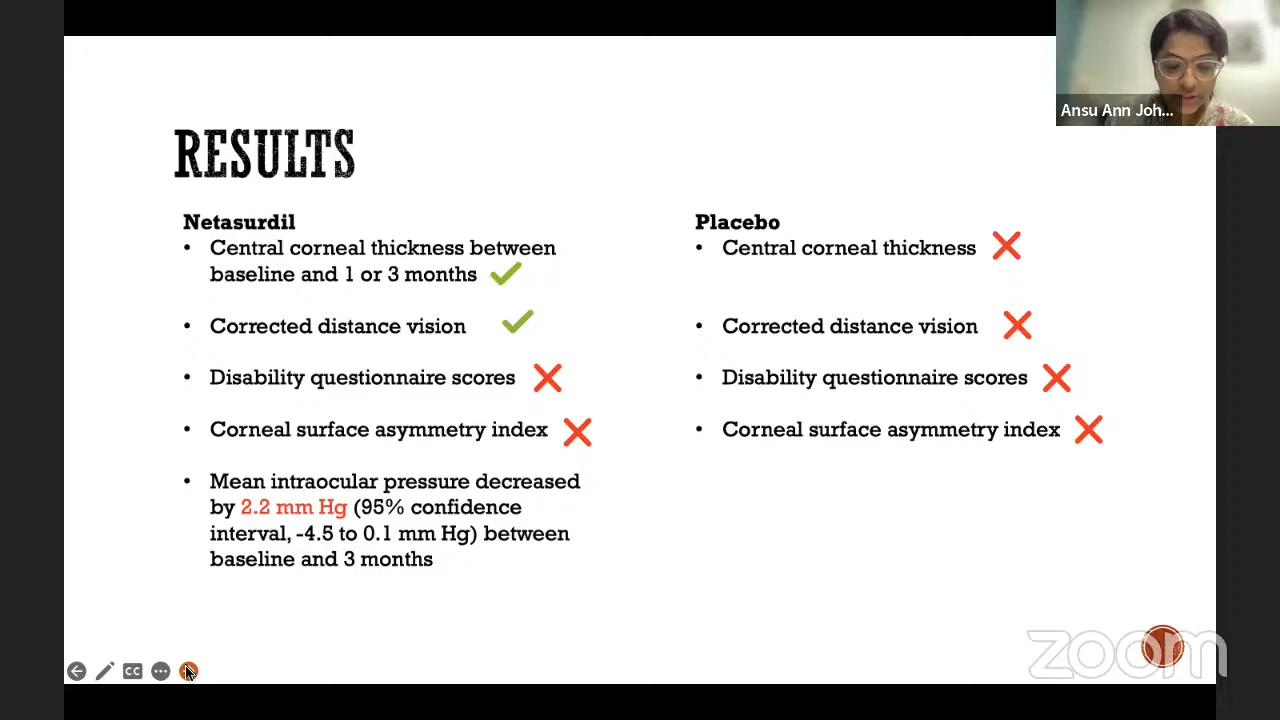 Ansu Ann Joh...
RESULTS
Netasurdil
• Central corneal thickness between
baseline and 1 or 3 months
• Corrected distance vision
• Disability questionnaire scores
• Corneal surface asymmetry index
• Mean intraocular pressure decreased
by 2.2 mm Hg (95% confidence
interval, -4.5 to 0.1 mm Hg) between
baseline and 3 months
Placebo
• Central corneal thickness
• Corrected distance vision
• Disability questionnaire scores
• Corneal surface asymmetry index
CC
zoom